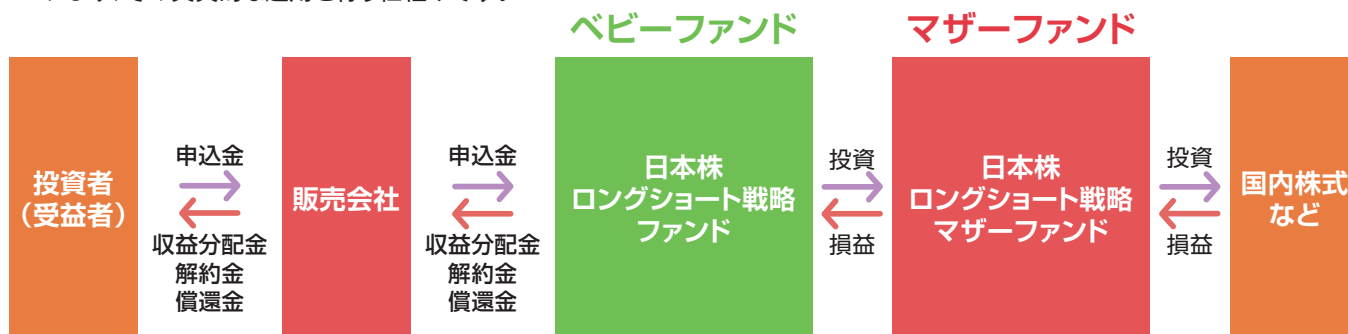 ベビーファンド
マザーファンド
投資者
（受益者）
申込金
収益分配金
解約金
償還金
販売会社
申込金
収益分配金
解約金
償還金
日本株
ロングショート戦略
ファンド
投資
損益
日本株
ロングショート戦略
マザーファンド
投資
損益
国内株式
など